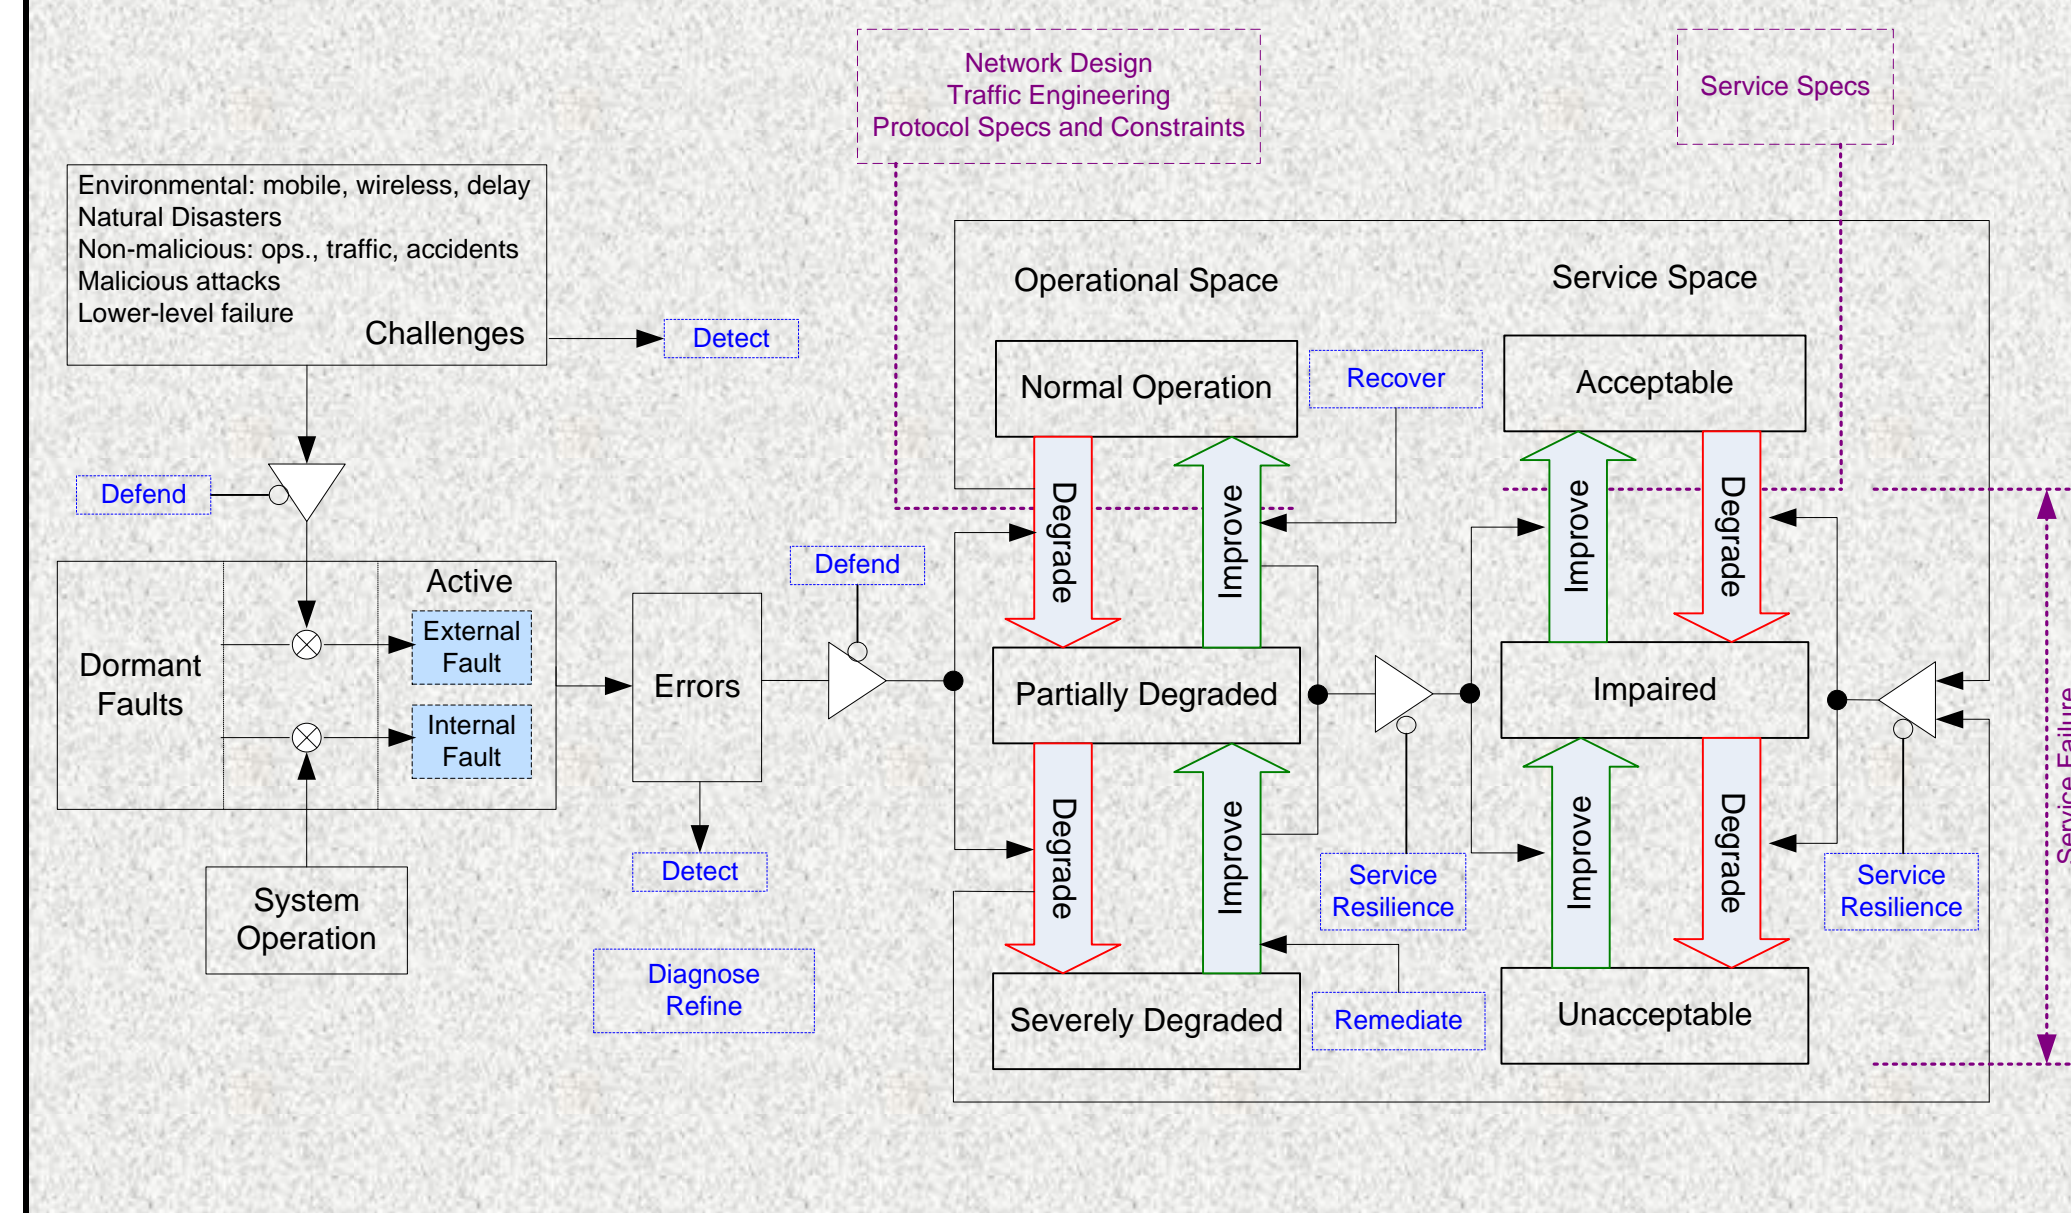 Network Design
Traffic Engineering
Protocol Specs and Constraints
Service Specs
Environmental: mobile, wireless, delay
Natural Disasters
Non-malicious: ops., traffic, accidents
Malicious attacks
Lower-level failure
Challenges
Detect
Operational Space
Service Space
Normal Operation
Recover
Acceptable
Defend
Degrade
Improve
Improve
Degrade
Defend
Active
External
Fault
Dormant
Faults
Internal
Fault
Errors
Partially Degraded
Impaired
Service Failure
Degrade
Improve
Improve
Degrade
Detect
Service
Resilience
Service
Resilience
System
Operation
Diagnose
Refine
Severely Degraded
Remediate
Unacceptable